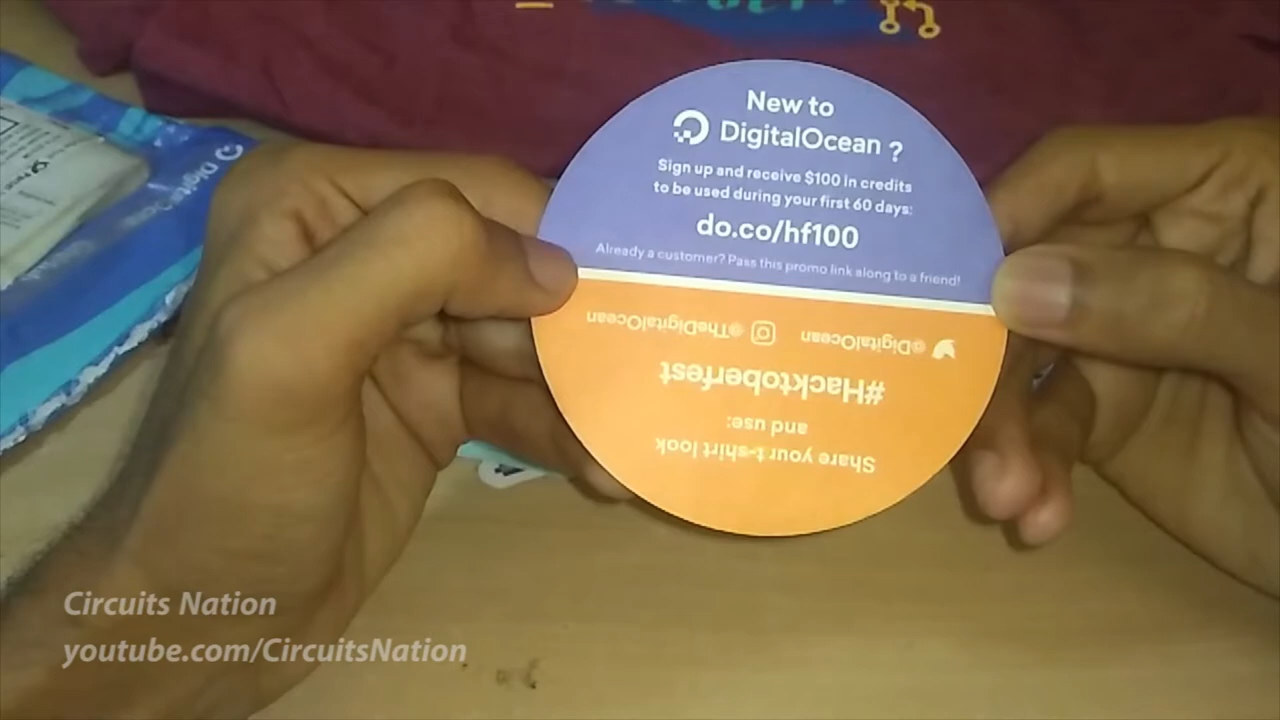 New to
DigitalOcean ?
Sign up and receive $100 in credits
to be used during your first 60 days:
do.co/hf100
Already a customer? Pass this promo link along to a friend!
Share your t-shirt look
and use:
#Hacktoberfest
@DigitalOcean @TheDigitalOcean
Circuits Nation
youtube.com/CircuitsNation